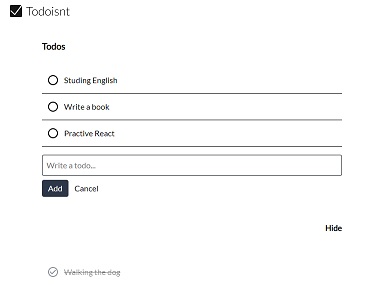 Todoisnt
Todos
Studing English
Write a book
Practive React
Write a todo...
Add Cancel
Hide
Walking the dog